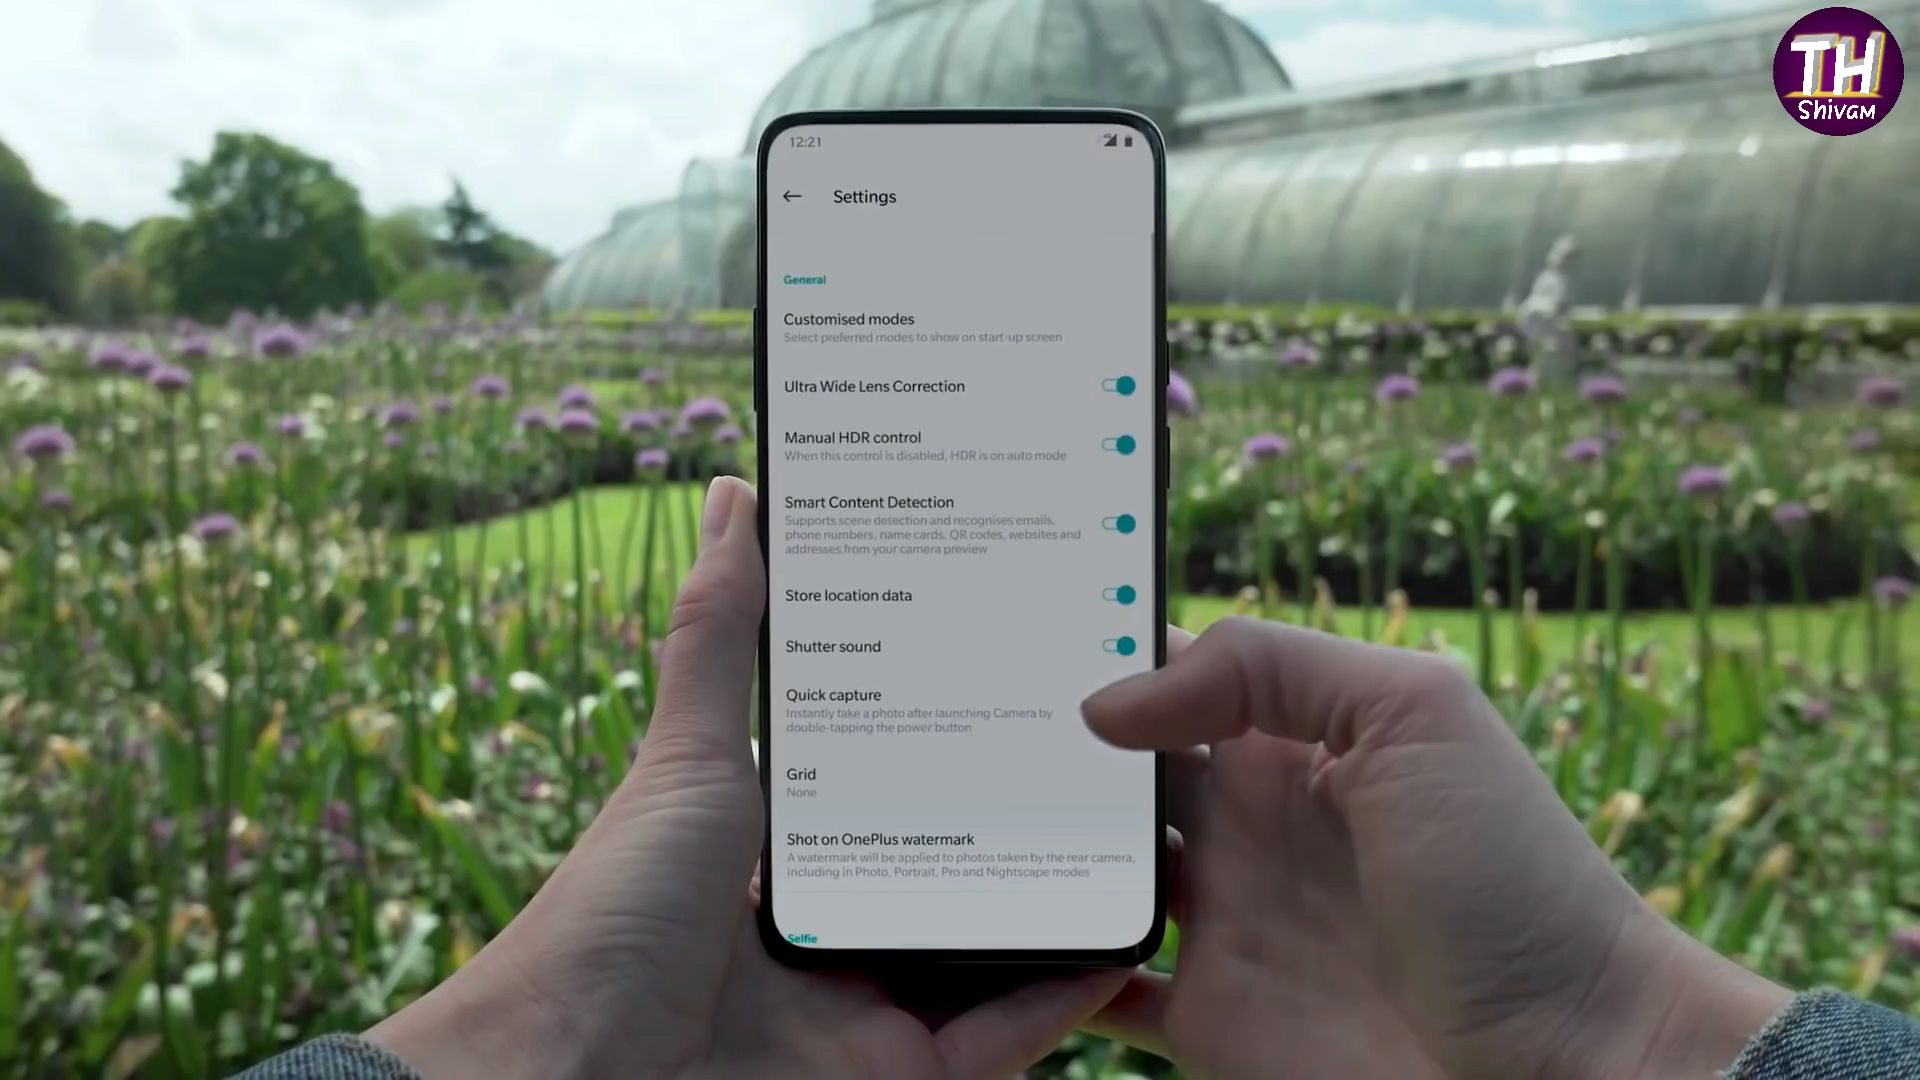 TH
Shivam
12:21
Settings
General
Customised modes
Select preferred modes to show on start-up screen
Ultra Wide Lens Correction
Manual HDR control
When this control is disabled, HDR is on auto mode
Smart Content Detection
Supports scene detection and recognises emails,
phone numbers, name cards, QR codes, websites and
addresses from your camera preview
Store location data
Shutter sound
Quick capture
Instantly take a photo after launching Camera by
double-tapping the power button
Grid
None
Shot on OnePlus watermark
A watermark will be applied to photos taken by the rear camera,
including in Photo, Portrait, Pro and Nightscape modes
Selfie